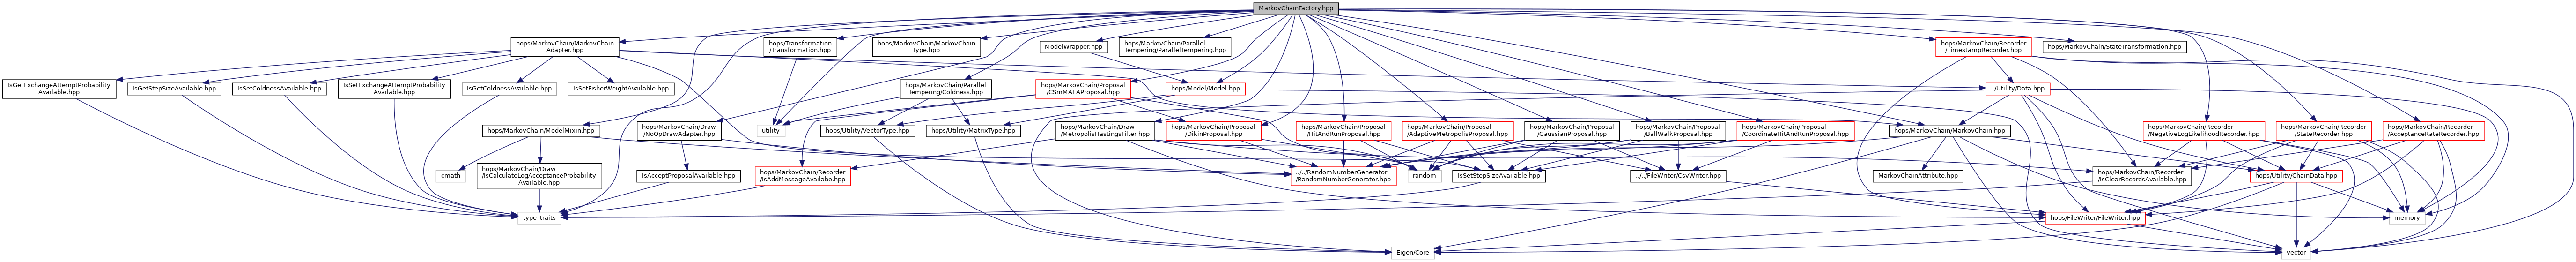 MarkovChainFactory.hpp
hops/MarkovChain/MarkovChain
Adapter.hpp
hops/Transformation
/Transformation.hpp
hops/MarkovChain/MarkovChain
Type.hpp
ModelWrapper.hpp
hops/MarkovChain/Parallel
Tempering/ParallelTempering.hpp
hops/MarkovChain/Recorder
/TimestampRecorder.hpp
hops/MarkovChain/StateTransformation.hpp
IsGetExchangeAttemptProbability
Available.hpp
IsGetStepSizeAvailable.hpp
IsSetColdnessAvailable.hpp
IsSetExchangeAttemptProbability
Available.hpp
IsGetColdnessAvailable.hpp
IsSetFisherWeightAvailable.hpp
hops/MarkovChain/Parallel
Tempering/Coldness.hpp
hops/MarkovChain/Proposal
/CSmMALAProposal.hpp
hops/Model/Model.hpp
../Utility/Data.hpp
hops/MarkovChain/ModelMixin.hpp
hops/MarkovChain/Draw
/NoOpDrawAdapter.hpp
utility
hops/Utility/VectorType.hpp
hops/Utility/MatrixType.hpp
hops/MarkovChain/Draw
/MetropolisHastingsFilter.hpp
hops/MarkovChain/Proposal
/DikinProposal.hpp
hops/MarkovChain/Proposal
/HitAndRunProposal.hpp
hops/MarkovChain/Proposal
/AdaptiveMetropolisProposal.hpp
hops/MarkovChain/Proposal
/GaussianProposal.hpp
hops/MarkovChain/Proposal
/BallWalkProposal.hpp
hops/MarkovChain/Proposal
/CoordinateHitAndRunProposal.hpp
hops/MarkovChain/MarkovChain.hpp
hops/MarkovChain/Recorder
/NegativeLogLikelihoodRecorder.hpp
hops/MarkovChain/Recorder
/StateRecorder.hpp
hops/MarkovChain/Recorder
/AcceptanceRateRecorder.hpp
cmath
hops/MarkovChain/Draw
/IsCalculateLogAcceptanceProbability
Available.hpp
IsAcceptProposalAvailable.hpp
hops/MarkovChain/Recorder
/IsAddMessageAvailabe.hpp
../../RandomNumberGenerator
/RandomNumberGenerator.hpp
random
IsSetStepSizeAvailable.hpp
../../FileWriter/CsvWriter.hpp
MarkovChainAttribute.hpp
hops/MarkovChain/Recorder
/IsClearRecordsAvailable.hpp
hops/Utility/ChainData.hpp
type_traits
hops/FileWriter/FileWriter.hpp
memory
Eigen/Core
vector